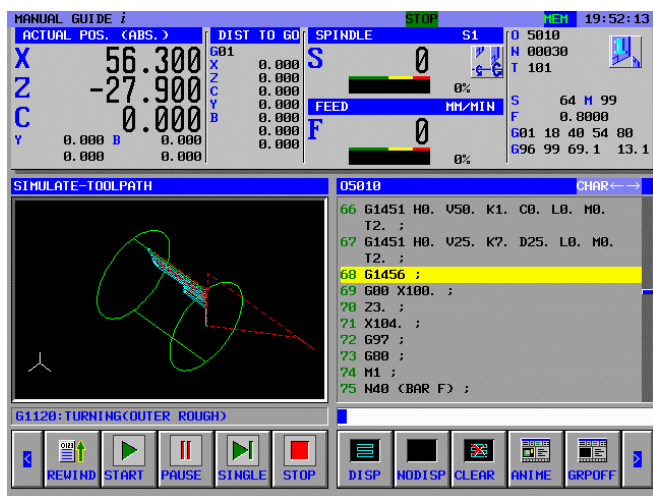 MANUAL GUIDE i STOP MEM 19:52:13
ACTUAL POS. (ABS.)
X 56.300
Z -27.900
C 0.000
Y 0.000 B 0.000
0.000 0.000
DIST TO GO
G01
X 0.000
Z 0.000
C 0.000
Y 0.000
B 0.000
0.000
0.000
SPINDLE S1
S 0
0%
FEED MM/MIN
F 0
0%
O 5010
N 00030
T 101
S 64 M 99
F 0.8000
G01 18 40 54 80
G96 99 69.1 13.1
SIMULATE-TOOLPATH
G1120:TURNING(OUTER ROUGH)
O5010 CHAR←→
66 G1451 H0. V50. K1. C0. L0. M0.
T2. ;
67 G1451 H0. V25. K7. D25. L0. M0.
T2. ;
68 G1456 ;
69 G00 X100. ;
70 Z3. ;
71 X104. ;
72 G97 ;
73 G80 ;
74 M1 ;
75 N40 (BAR F) ;
< REWIND START PAUSE SINGLE STOP DISP NODISP CLEAR ANIME GRPOFF >